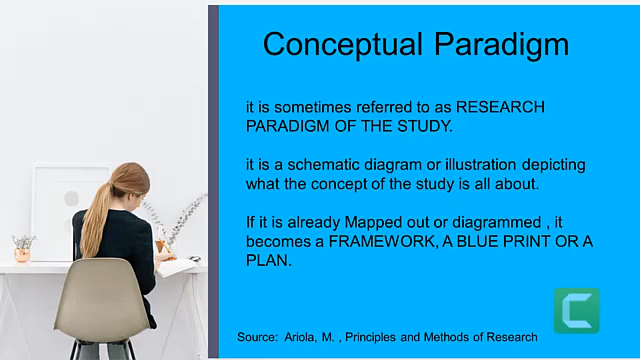 Conceptual Paradigm
it is sometimes referred to as RESEARCH
PARADIGM OF THE STUDY.
it is a schematic diagram or illustration depicting
what the concept of the study is all about.
If it is already Mapped out or diagrammed , it
becomes a FRAMEWORK, A BLUE PRINT OR A
PLAN.
Source: Ariola, M. , Principles and Methods of Research